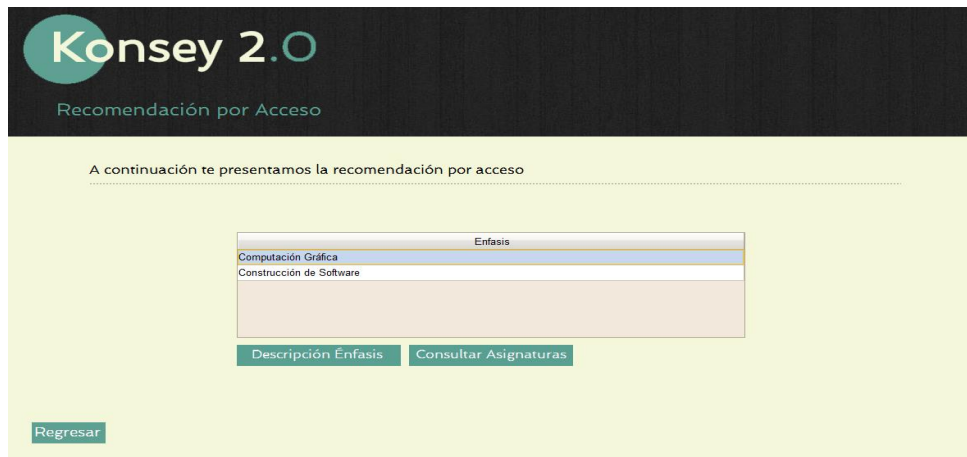 Konsey 2.0
Recomendación por Acceso
A continuación te presentamos la recomendación por acceso
Enfasis
Computación Gráfica
Construcción de Software
Descripción Énfasis Consultar Asignaturas
Regresar